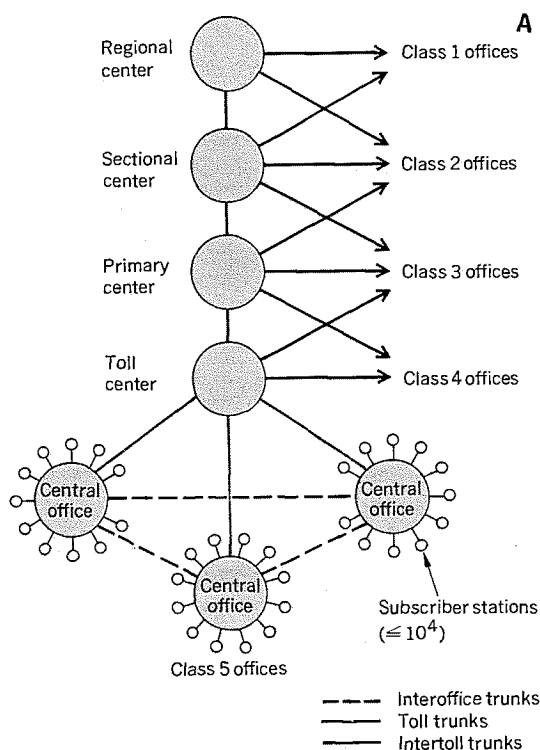 A
Regional
center
Class 1 offices
Sectional
center
Class 2 offices
Primary
center
Class 3 offices
Toll
center
Class 4 offices
Central
office
Central
office
Central
office
Subscriber stations
(≦ 10⁴)
Class 5 offices
Interoffice trunks
Toll trunks
Intertoll trunks